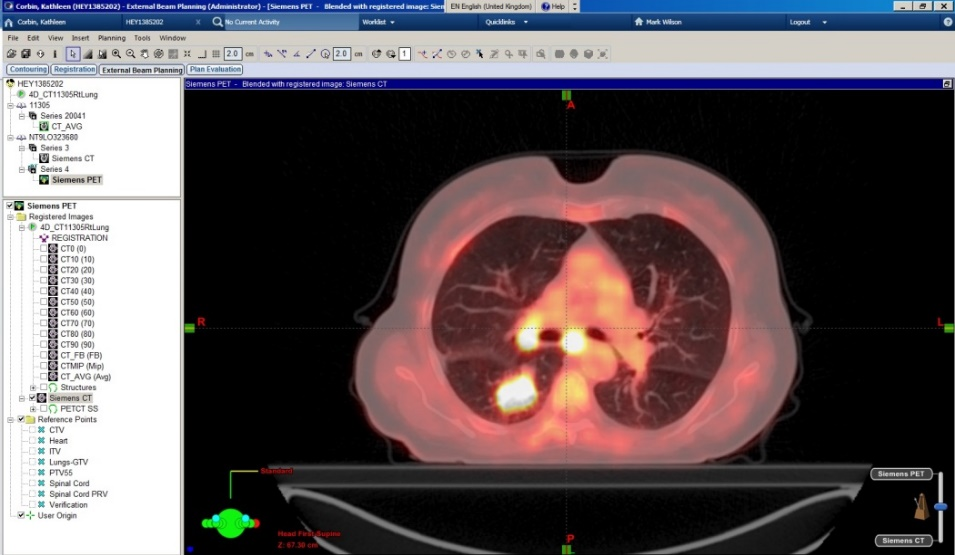 Corbin, Kathleen (HEY1385202) - External Beam Planning (Administrator) - [Siemens PET - Blended with registered image: Siem
EN English (United Kingdom) Help
Corbin, Kathleen HEY1385202 X No Current Activity Worklist Quicklinks Mark Wilson Logout
File Edit View Insert Planning Tools Window
2.0 cm 2.0 cm 1
Contouring Registration External Beam Planning Plan Evaluation
HEY1385202
4D_CT11305RtLung
11305
Series 20041
CT_AVG
NT9LO323680
Series 3
Siemens CT
Series 4
Siemens PET
Siemens PET
Registered Images
4D_CT11305RtLung
REGISTRATION
CT0 (0)
CT10 (10)
CT20 (20)
CT30 (30)
CT40 (40)
CT50 (50)
CT60 (60)
CT70 (70)
CT80 (80)
CT90 (90)
CT_FB (FB)
CTMIP (Mip)
CT_AVG (Avg)
Structures
Siemens CT
PETCT SS
Reference Points
CTV
Heart
ITV
Lungs-GTV
PTV55
Spinal Cord
Spinal Cord PRV
Verification
User Origin
Siemens PET - Blended with registered image: Siemens CT
A
R
L
Standard
Siemens PET
Head First-Supine
Z: 67.30 cm
P
Siemens CT